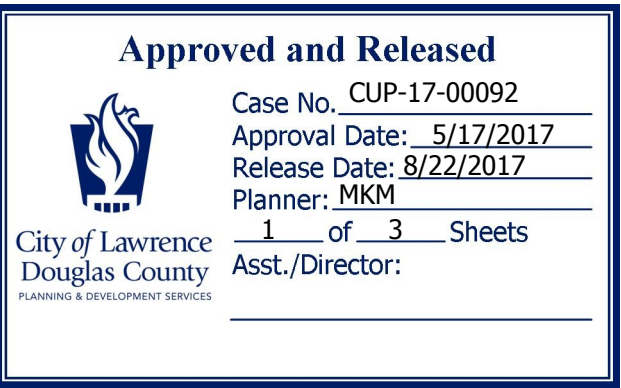 Approved and Released
Case No. CUP-17-00092
Approval Date: 5/17/2017
Release Date: 8/22/2017
Planner: MKM
1 of 3 Sheets
Asst./Director:
City of Lawrence
Douglas County
PLANNING & DEVELOPMENT SERVICES